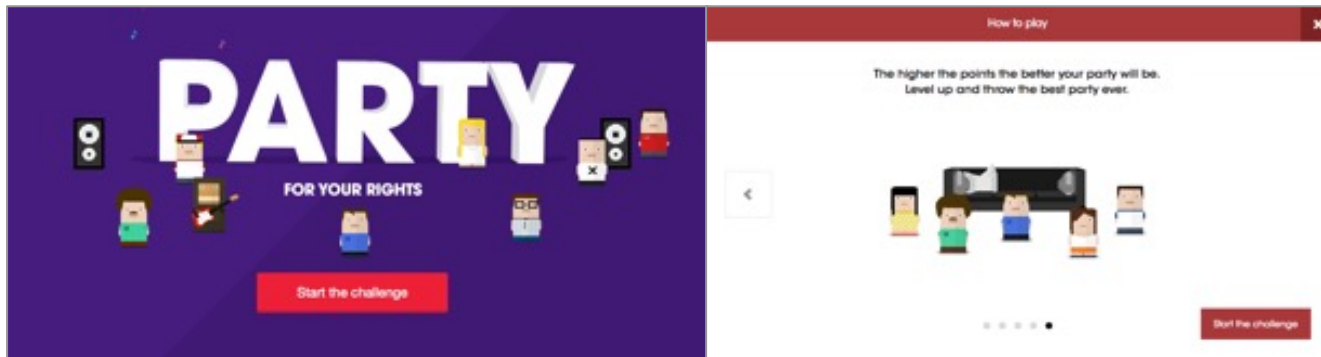 PARTY
FOR YOUR RIGHTS
Start the challenge
How to play
The higher the points the better your party will be.
Level up and throw the best party ever.
Start the challenge